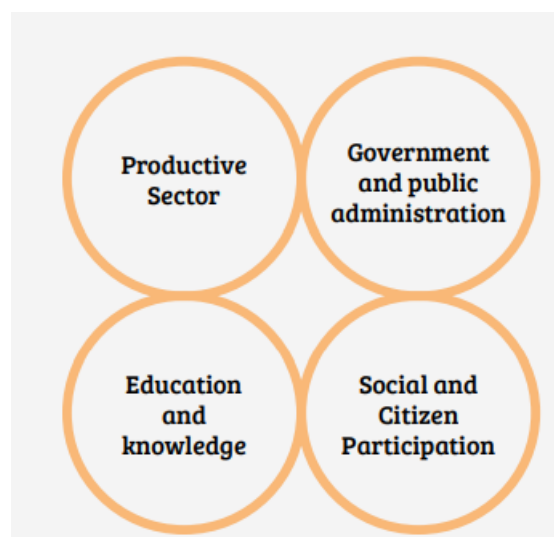 Productive
Sector
Government
and public
administration
Education
and
knowledge
Social and
Citizen
Participation